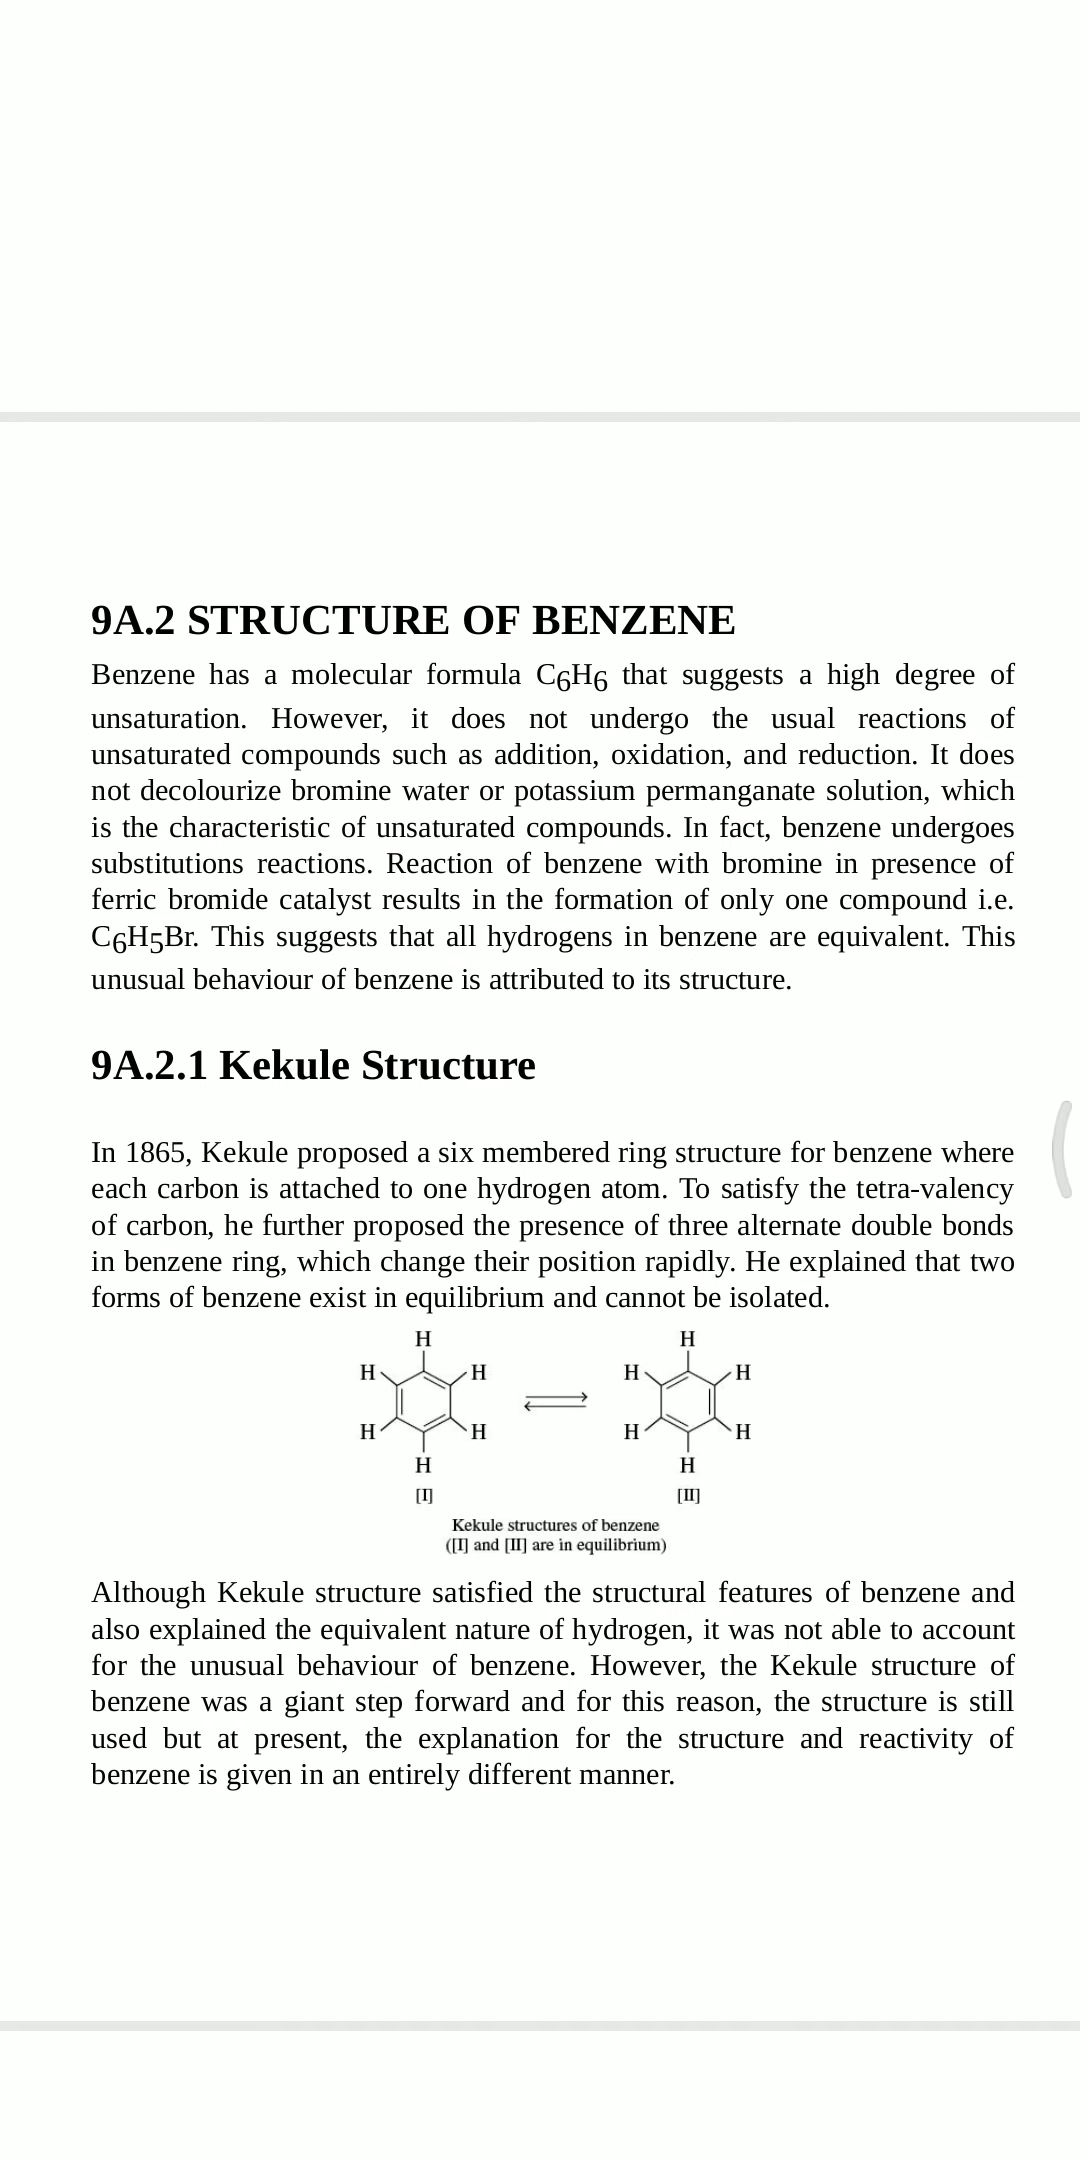 9A.2 STRUCTURE OF BENZENE
Benzene has a molecular formula C6H6 that suggests a high degree of
unsaturation. However, it does not undergo the usual reactions of
unsaturated compounds such as addition, oxidation, and reduction. It does
not decolourize bromine water or potassium permanganate solution, which
is the characteristic of unsaturated compounds. In fact, benzene undergoes
substitutions reactions. Reaction of benzene with bromine in presence of
ferric bromide catalyst results in the formation of only one compound i.e.
C6H5Br. This suggests that all hydrogens in benzene are equivalent. This
unusual behaviour of benzene is attributed to its structure.
9A.2.1 Kekule Structure
In 1865, Kekule proposed a six membered ring structure for benzene where
each carbon is attached to one hydrogen atom. To satisfy the tetra-valency
of carbon, he further proposed the presence of three alternate double bonds
in benzene ring, which change their position rapidly. He explained that two
forms of benzene exist in equilibrium and cannot be isolated.
H H
H H H H
H H H H
H H
[I] [II]
Kekule structures of benzene
([I] and [II] are in equilibrium)
Although Kekule structure satisfied the structural features of benzene and
also explained the equivalent nature of hydrogen, it was not able to account
for the unusual behaviour of benzene. However, the Kekule structure of
benzene was a giant step forward and for this reason, the structure is still
used but at present, the explanation for the structure and reactivity of
benzene is given in an entirely different manner.